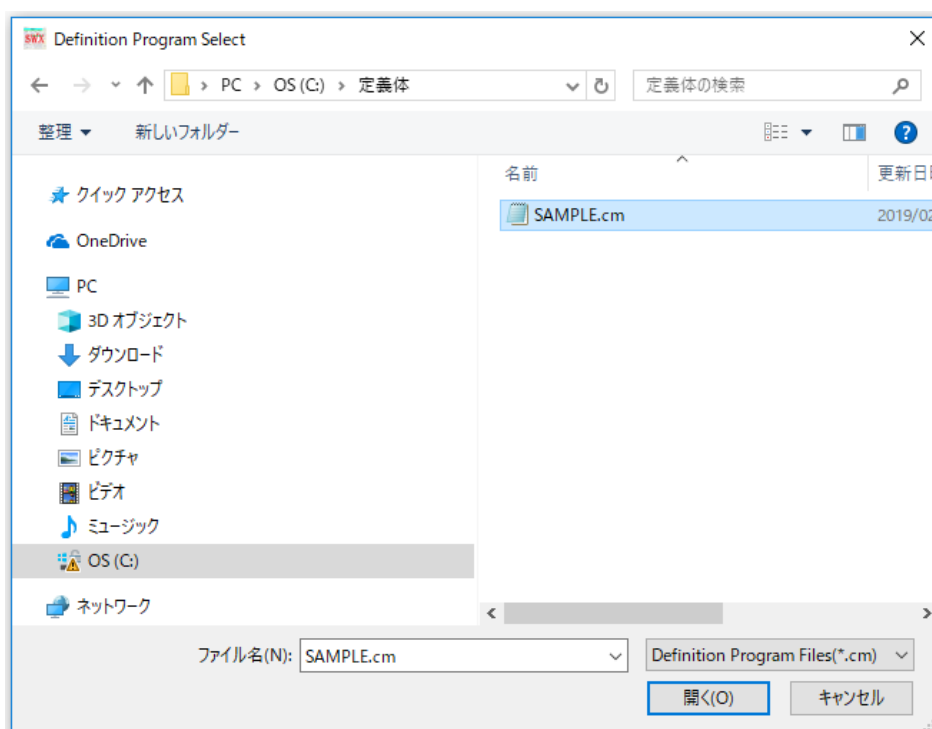 SWX Definition Program Select
PC > OS (C:) > 定義体
定義体の検索
整理 新しいフォルダー
名前 更新日
SAMPLE.cm 2019/02
クイック アクセス
OneDrive
PC
3D オブジェクト
ダウンロード
デスクトップ
ドキュメント
ピクチャ
ビデオ
ミュージック
OS (C:)
ネットワーク
ファイル名(N): SAMPLE.cm Definition Program Files(*.cm)
開く(O) キャンセル